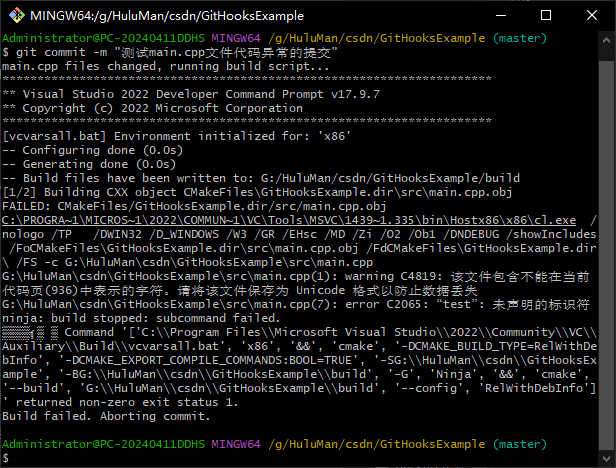 MINGW64:/g/HuluMan/csdn/GitHooksExample
Administrator@PC-20240411DDHS MINGW64 /g/HuluMan/csdn/GitHooksExample (master)
$ git commit -m "测试main.cpp文件代码异常的提交"
main.cpp files changed, running build script...
**********************************************************************
** Visual Studio 2022 Developer Command Prompt v17.9.7
** Copyright (c) 2022 Microsoft Corporation
**********************************************************************
[vcvarsall.bat] Environment initialized for: 'x86'
-- Configuring done (0.0s)
-- Generating done (0.0s)
-- Build files have been written to: G:/HuluMan/csdn/GitHooksExample/build
[1/2] Building CXX object CMakeFiles\GitHooksExample.dir\src\main.cpp.obj
FAILED: CMakeFiles/GitHooksExample.dir/src/main.cpp.obj
C:\PROGRA~1\MICROS~1\2022\COMMUN~1\VC\Tools\MSVC\1439~1.335\bin\Hostx86\x86\cl.exe  /
nologo /TP   /DWIN32 /D_WINDOWS /W3 /GR /EHsc /MD /Zi /O2 /Ob1 /DNDEBUG /showIncludes
 /FoCMakeFiles\GitHooksExample.dir\src\main.cpp.obj /FdCMakeFiles\GitHooksExample.dir
\ /FS -c G:\HuluMan\csdn\GitHooksExample\src\main.cpp
G:\HuluMan\csdn\GitHooksExample\src\main.cpp(1): warning C4819: 该文件包含不能在当前
代码页(936)中表示的字符。请将该文件保存为 Unicode 格式以防止数据丢失
G:\HuluMan\csdn\GitHooksExample\src\main.cpp(7): error C2065: “test”: 未声明的标识符
ninja: build stopped: subcommand failed.
Command '['C:\\Program Files\\Microsoft Visual Studio\\2022\\Community\\VC\\
Auxiliary\\Build\\vcvarsall.bat', 'x86', '&&', 'cmake', '-DCMAKE_BUILD_TYPE=RelWithDe
bInfo', '-DCMAKE_EXPORT_COMPILE_COMMANDS:BOOL=TRUE', '-SG:\\HuluMan\\csdn\\GitHooksEx
ample', '-BG:\\HuluMan\\csdn\\GitHooksExample\\build', '-G', 'Ninja', '&&', 'cmake',
'--build', 'G:\\HuluMan\\csdn\\GitHooksExample\\build', '--config', 'RelWithDebInfo']
' returned non-zero exit status 1.
Build failed. Aborting commit.
Administrator@PC-20240411DDHS MINGW64 /g/HuluMan/csdn/GitHooksExample (master)
$